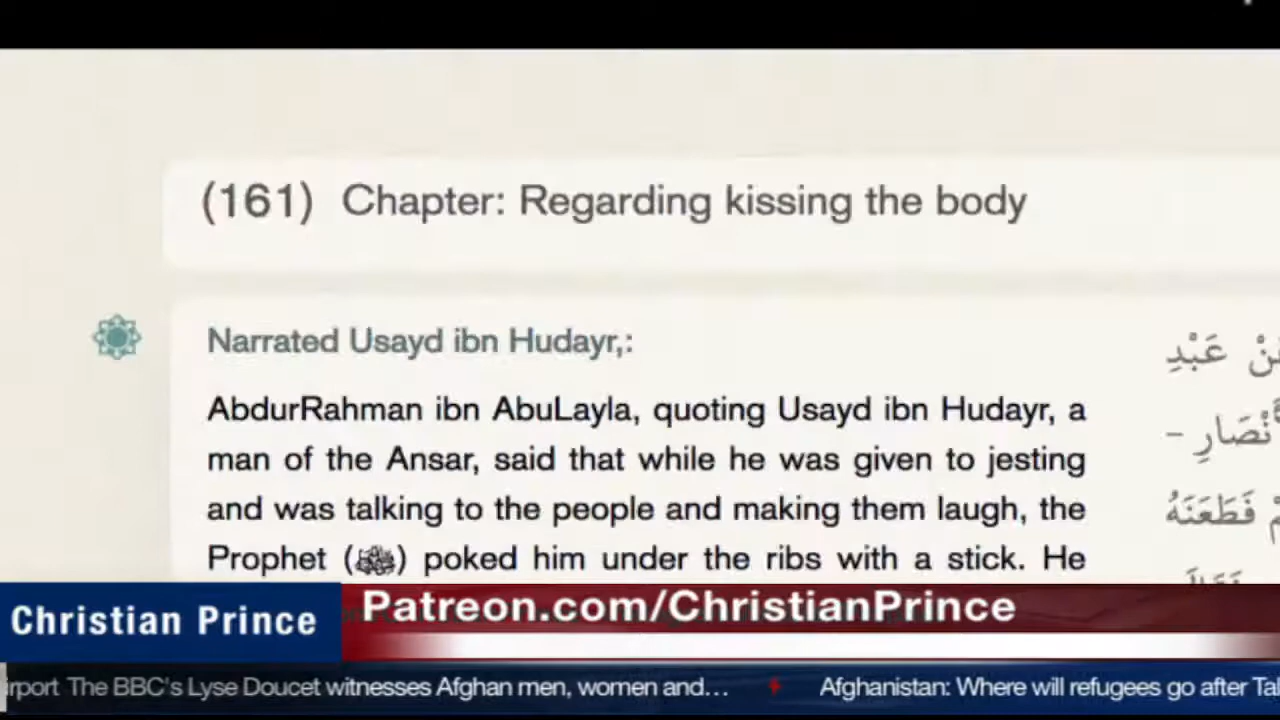 (161) Chapter: Regarding kissing the body
Narrated Usayd ibn Hudayr,:
AbdurRahman ibn AbuLayla, quoting Usayd ibn Hudayr, a
man of the Ansar, said that while he was given to jesting
and was talking to the people and making them laugh, the
Prophet (ﷺ) poked him under the ribs with a stick. He
عَبْدِ
فَطَعَنَهُ
Christian Prince
Patreon.com/ChristianPrince
irport The BBC's Lyse Doucet witnesses Afghan men, women and...
Afghanistan: Where will refugees go after Tal